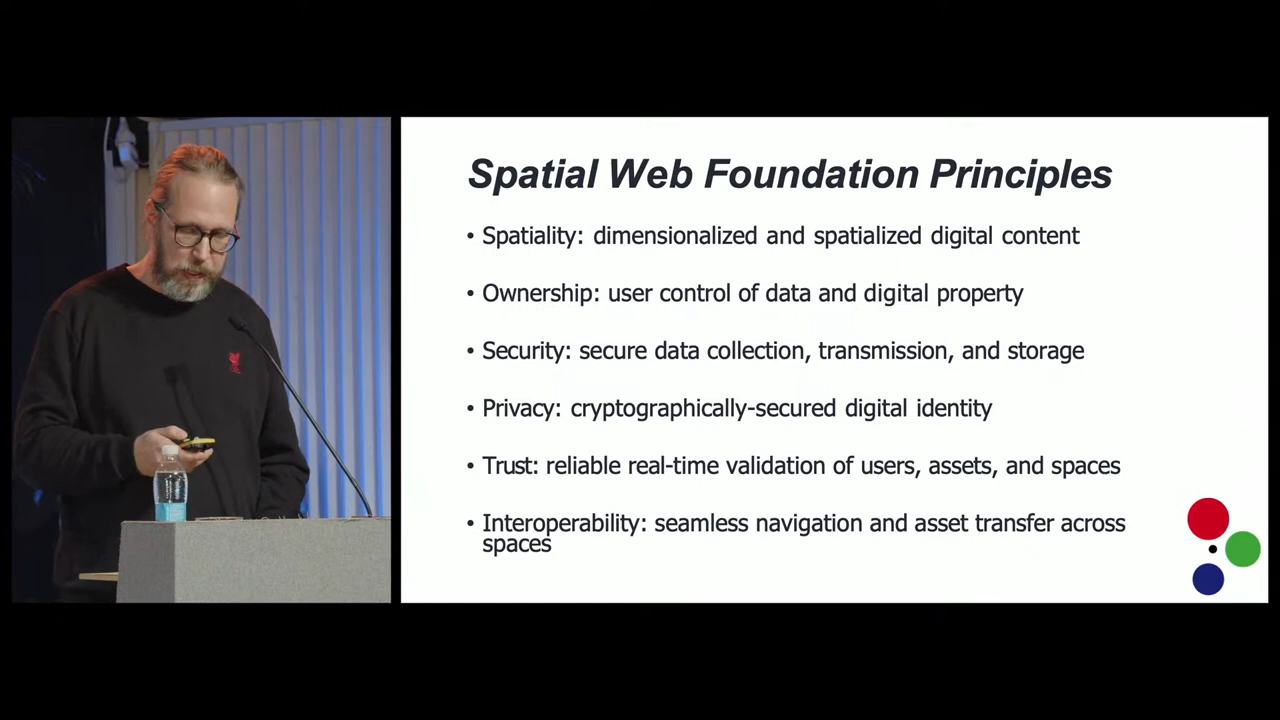 Spatial Web Foundation Principles
• Spatiality: dimensionalized and spatialized digital content
• Ownership: user control of data and digital property
• Security: secure data collection, transmission, and storage
• Privacy: cryptographically-secured digital identity
• Trust: reliable real-time validation of users, assets, and spaces
• Interoperability: seamless navigation and asset transfer across
spaces